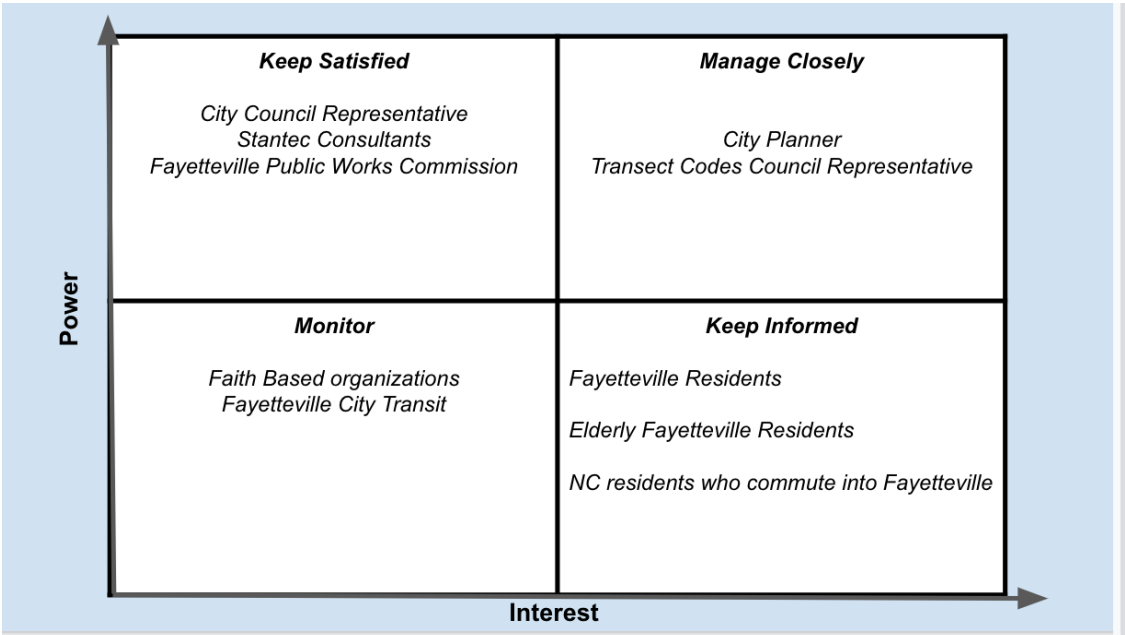 Keep Satisfied
City Council Representative
Stantec Consultants
Fayetteville Public Works Commission
Manage Closely
City Planner
Transect Codes Council Representative
Power
Monitor
Faith Based organizations
Fayetteville City Transit
Keep Informed
Fayetteville Residents
Elderly Fayetteville Residents
NC residents who commute into Fayetteville
Interest